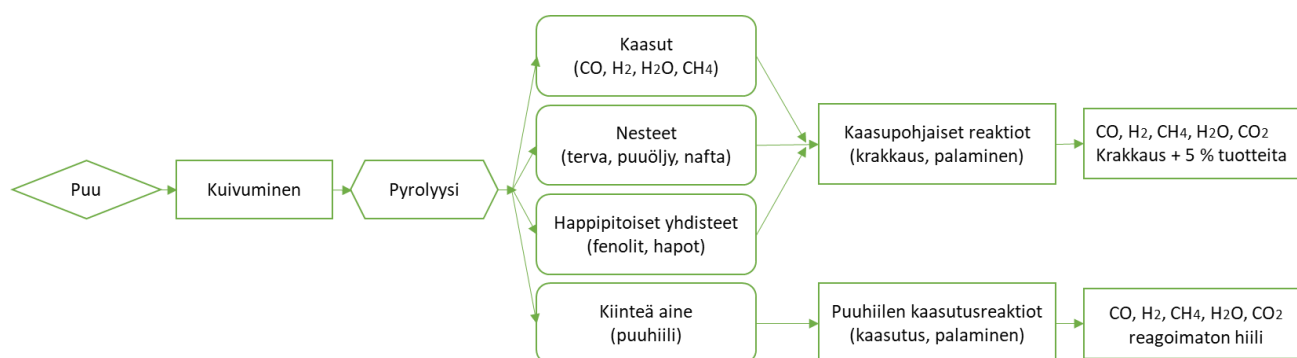 Puu
Kuivuminen
Pyrolyysi
Kaasut
(CO, H2, H2O, CH4)
Nesteet
(terva, puuöljy, nafta)
Happipitoiset yhdisteet
(fenolit, hapot)
Kiinteä aine
(puuhiili)
Kaasupohjaiset reaktiot
(krakkaus, palaminen)
Puuhiilen kaasutusreaktiot
(kaasutus, palaminen)
CO, H2, CH4, H2O, CO2
Krakkaus + 5 % tuotteita
CO, H2, CH4, H2O, CO2
reagoimaton hiili